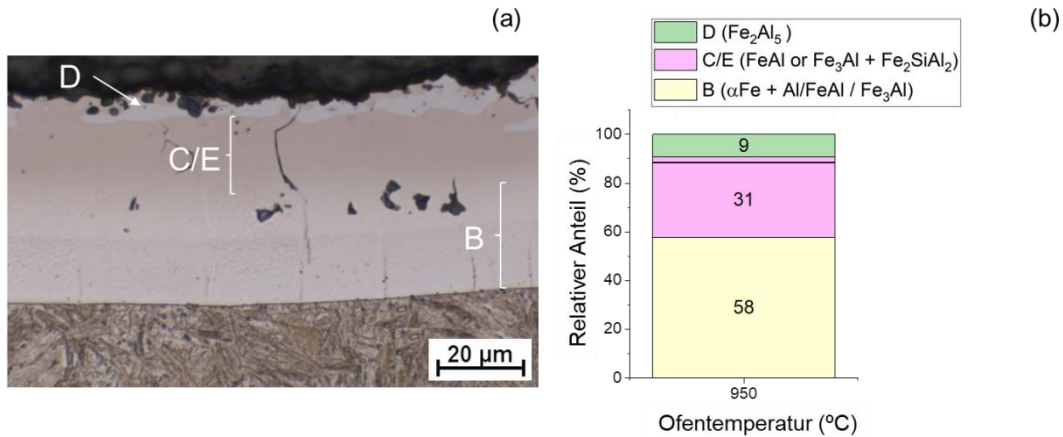 (a)
D
C/E
B
20 µm
(b)
D (Fe₂Al₅ )
C/E (FeAl or Fe₃Al + Fe₂SiAl₂)
B (αFe + Al/FeAl / Fe₃Al)
Relativer Anteil (%)
100
80
60
40
20
0
9
31
58
950
Ofentemperatur (ºC)